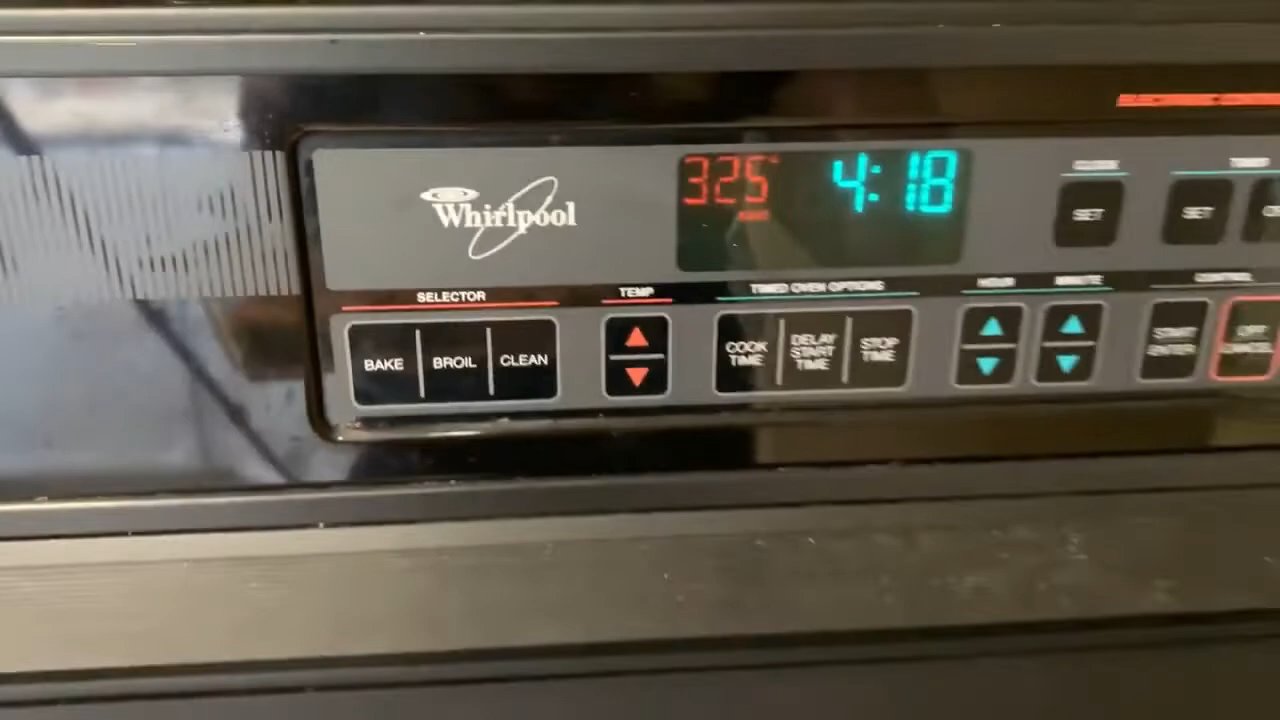 325° 4:18
CLOCK
Whirlpool
SET SET
SELECTOR TEMP TIMED OVEN OPTIONS HOUR MINUTE CONTROL
BAKE BROIL CLEAN
COOK TIME
DELAY START TIME
STOP TIME
START
ENTER
OFF
CANCEL